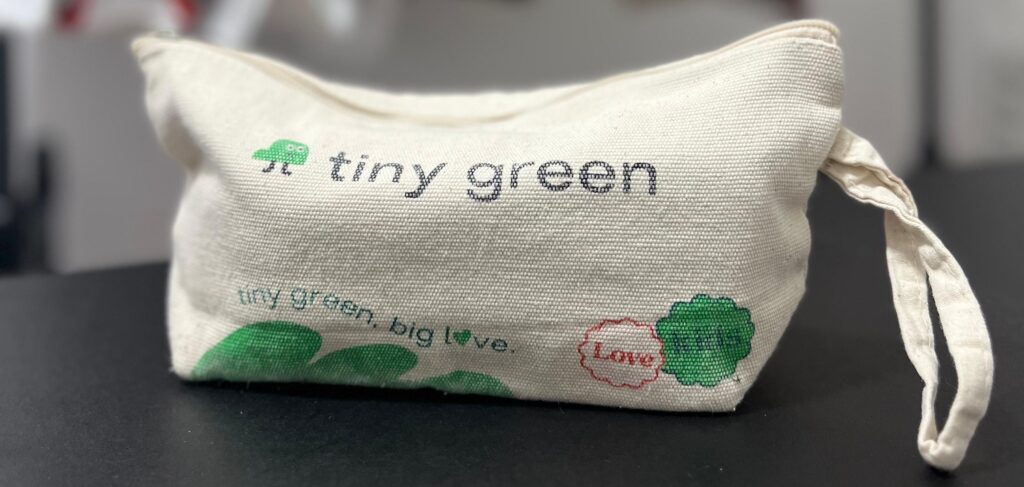 tiny green
tiny green, big love.
Love